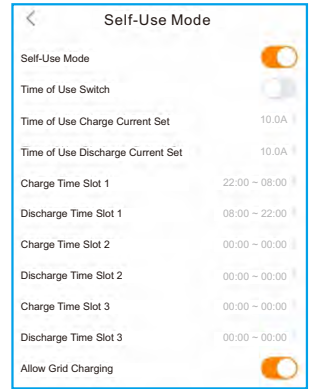 Self-Use Mode
Self-Use Mode
Time of Use Switch
Time of Use Charge Current Set 10.0A
Time of Use Discharge Current Set 10.0A
Charge Time Slot 1 22:00 ~ 08:00
Discharge Time Slot 1 08:00 ~ 22:00
Charge Time Slot 2 00:00 ~ 00:00
Discharge Time Slot 2 00:00 ~ 00:00
Charge Time Slot 3 00:00 ~ 00:00
Discharge Time Slot 3 00:00 ~ 00:00
Allow Grid Charging